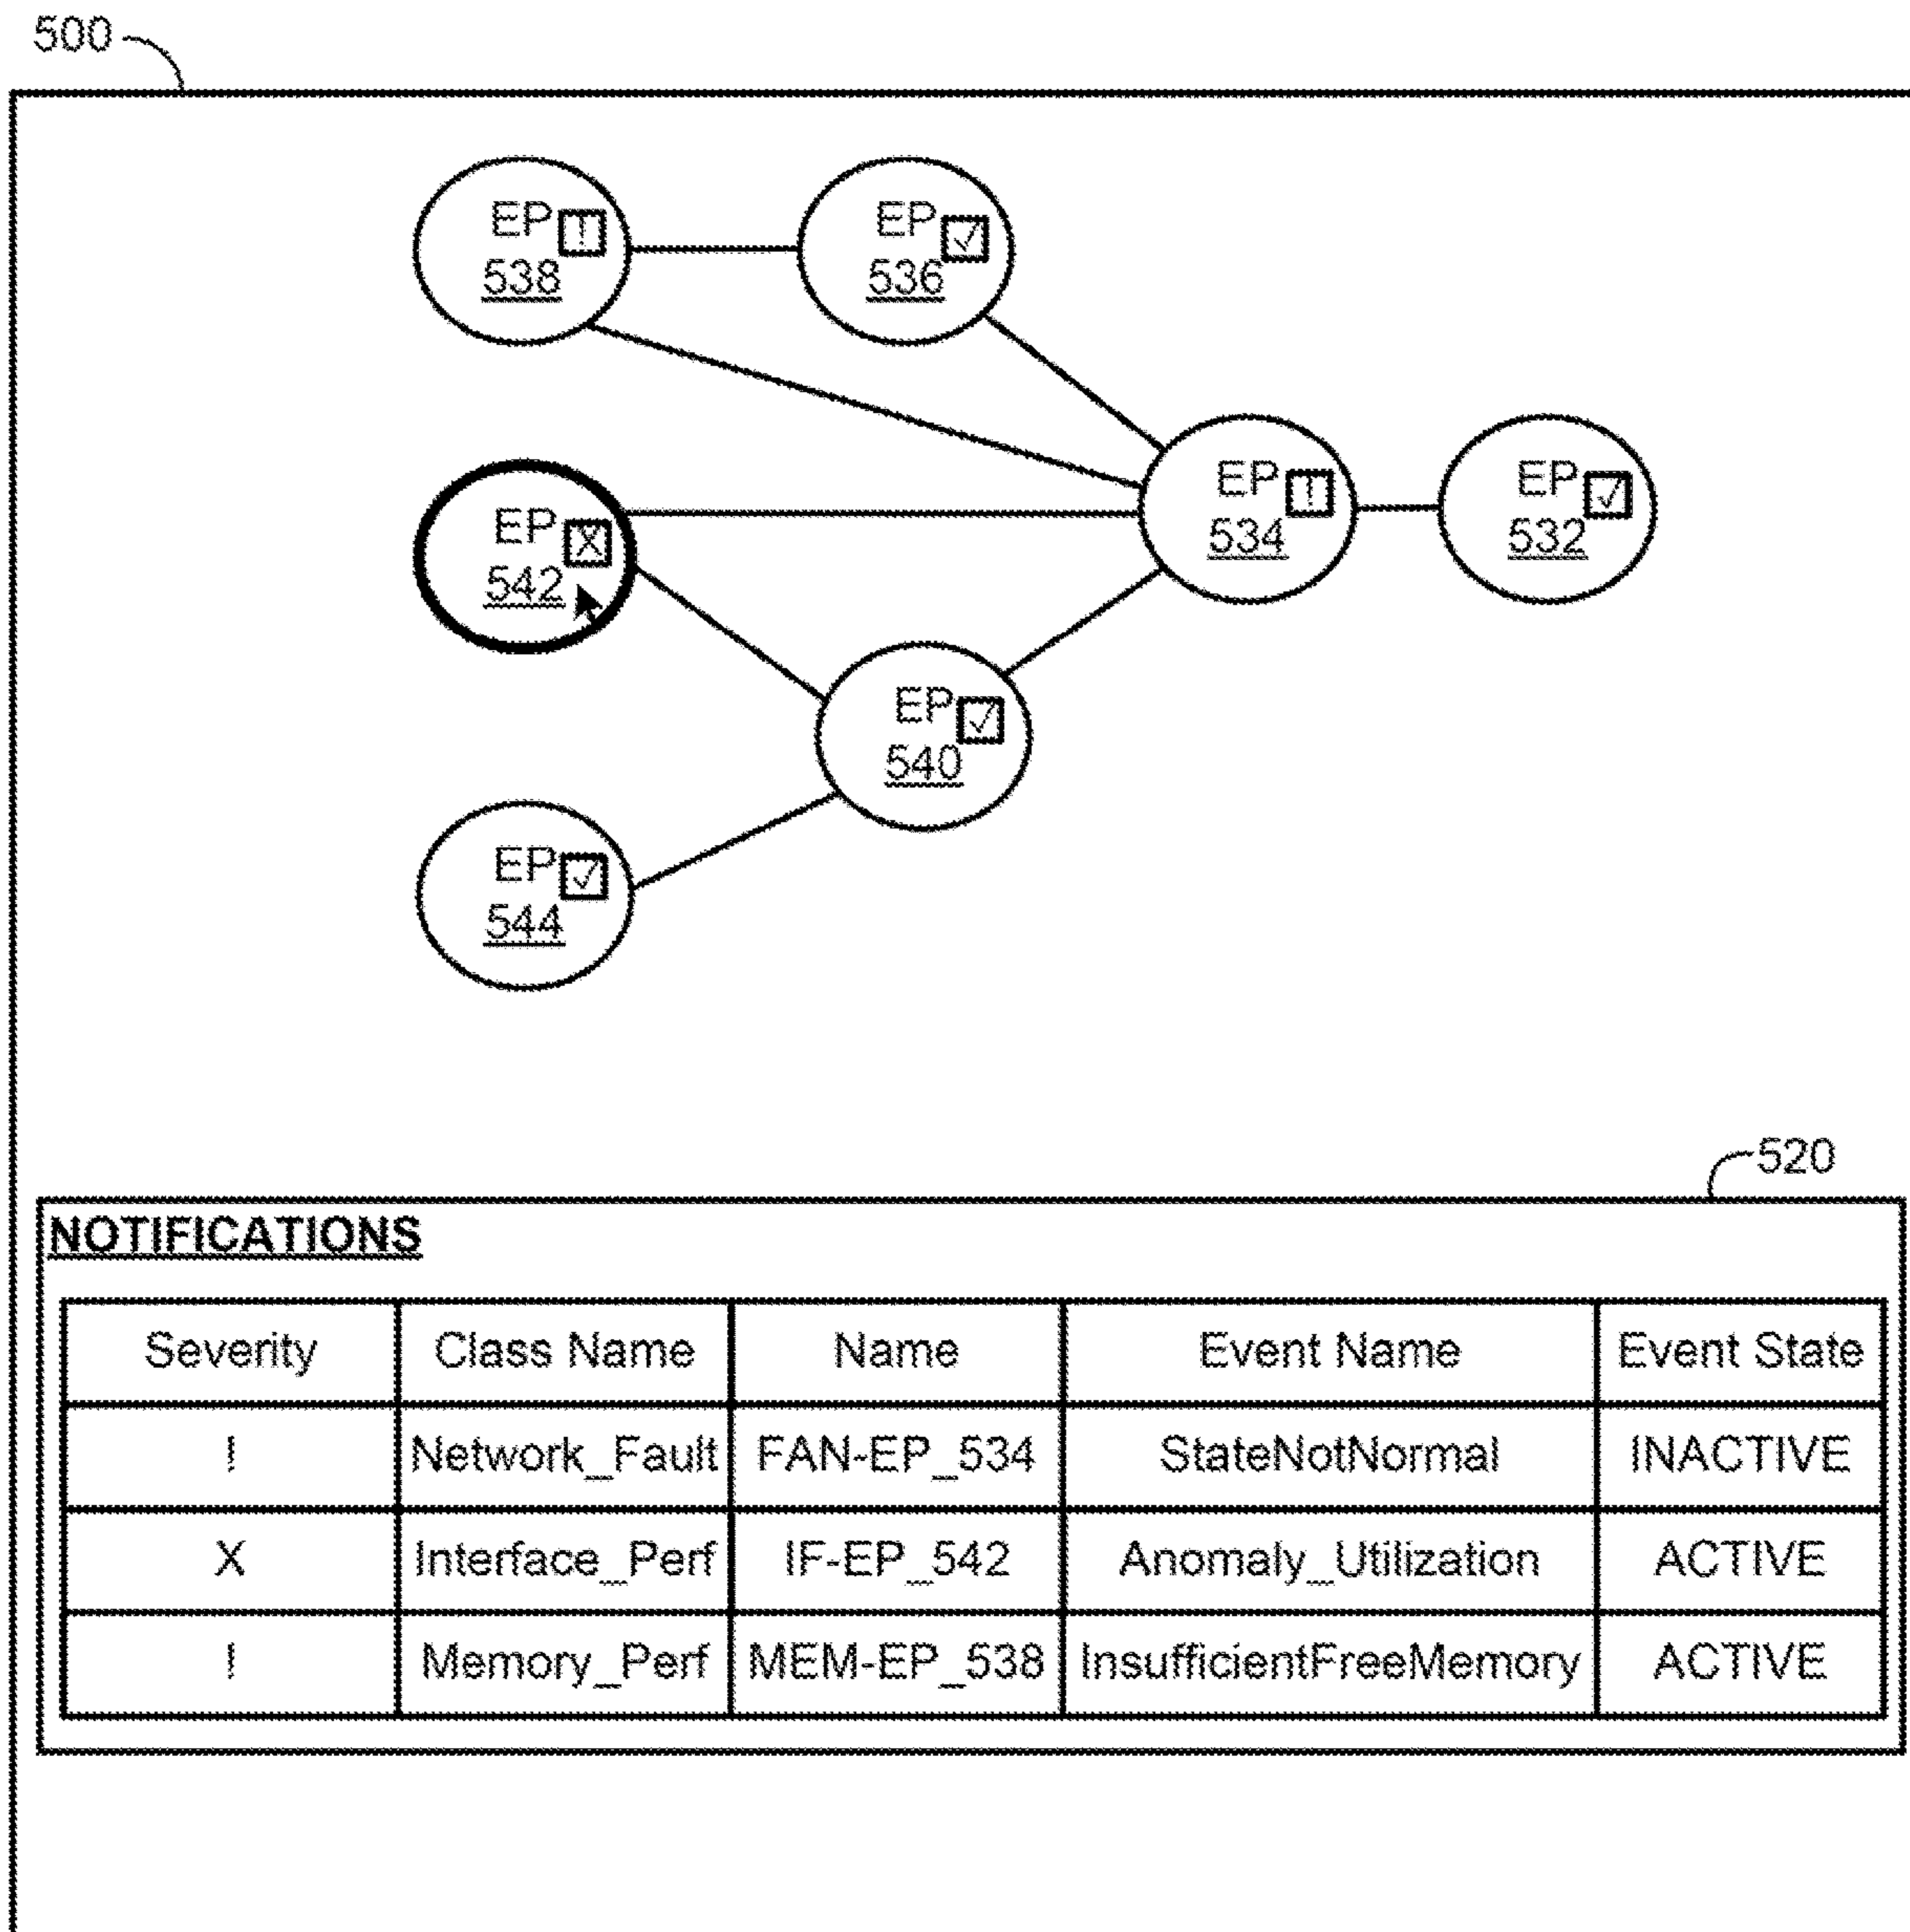 500
EP !
538
EP ✓
536
EP !
534
EP ✓
532
EP X
542
EP ✓
540
EP ✓
544
520
NOTIFICATIONS
Severity Class Name Name Event Name Event State
! Network_Fault FAN-EP_534 StateNotNormal INACTIVE
X Interface_Perf IF-EP_542 Anomaly_Utilization ACTIVE
! Memory_Perf MEM-EP_538 InsufficientFreeMemory ACTIVE